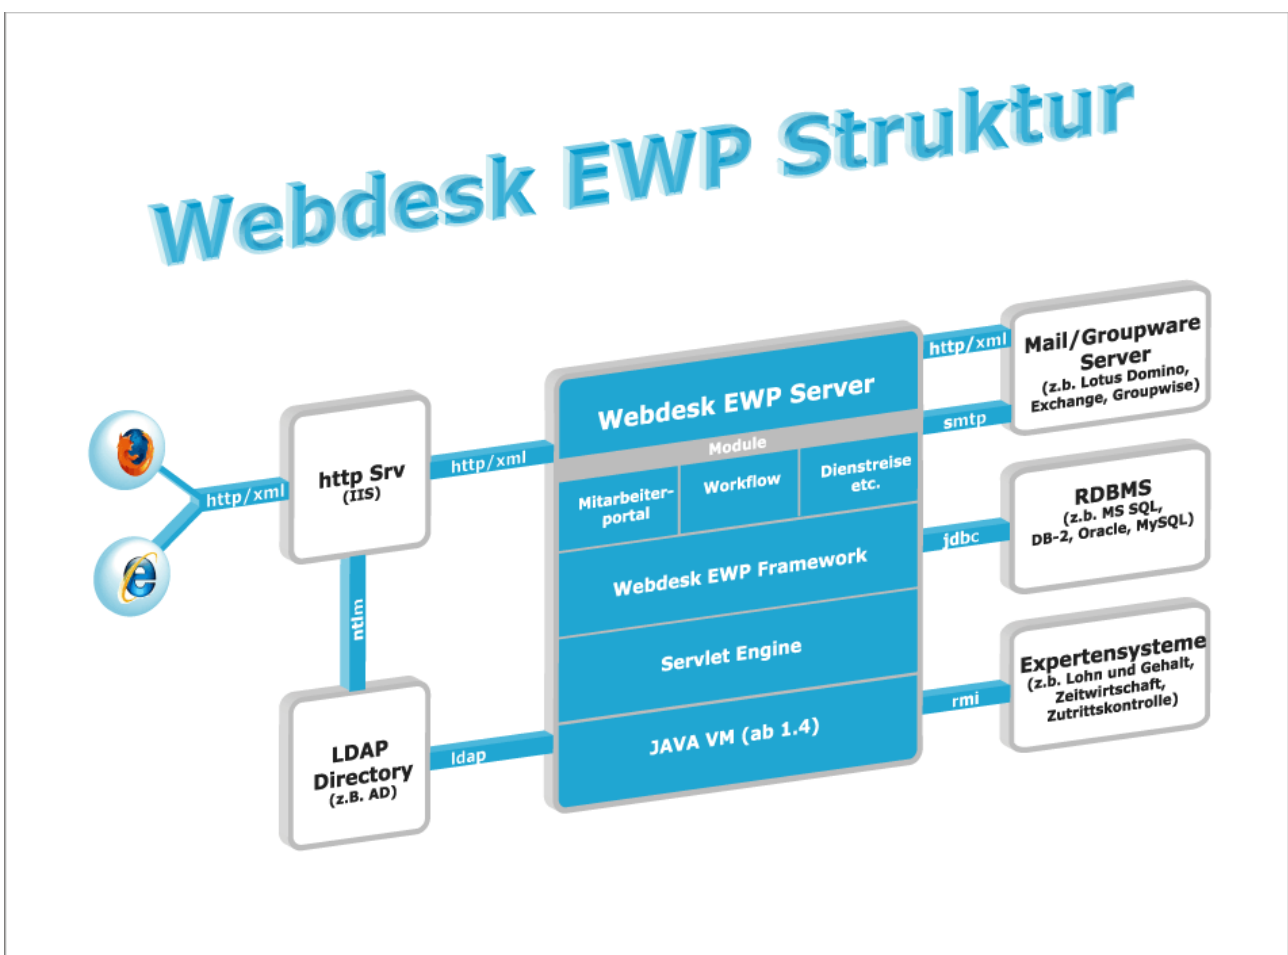 Webdesk EWP Struktur
http/xml
http Srv
(IIS)
http/xml
ntlm
LDAP
Directory
(z.B. AD)
ldap
Webdesk EWP Server
Module
Mitarbeiter-
portal
Workflow
Dienstreise
etc.
Webdesk EWP Framework
Servlet Engine
JAVA VM (ab 1.4)
http/xml
smtp
jdbc
rmi
Mail/Groupware
Server
(z.b. Lotus Domino,
Exchange, Groupwise)
RDBMS
(z.b. MS SQL,
DB-2, Oracle, MySQL)
Expertensysteme
(z.b. Lohn und Gehalt,
Zeitwirtschaft,
Zutrittskontrolle)